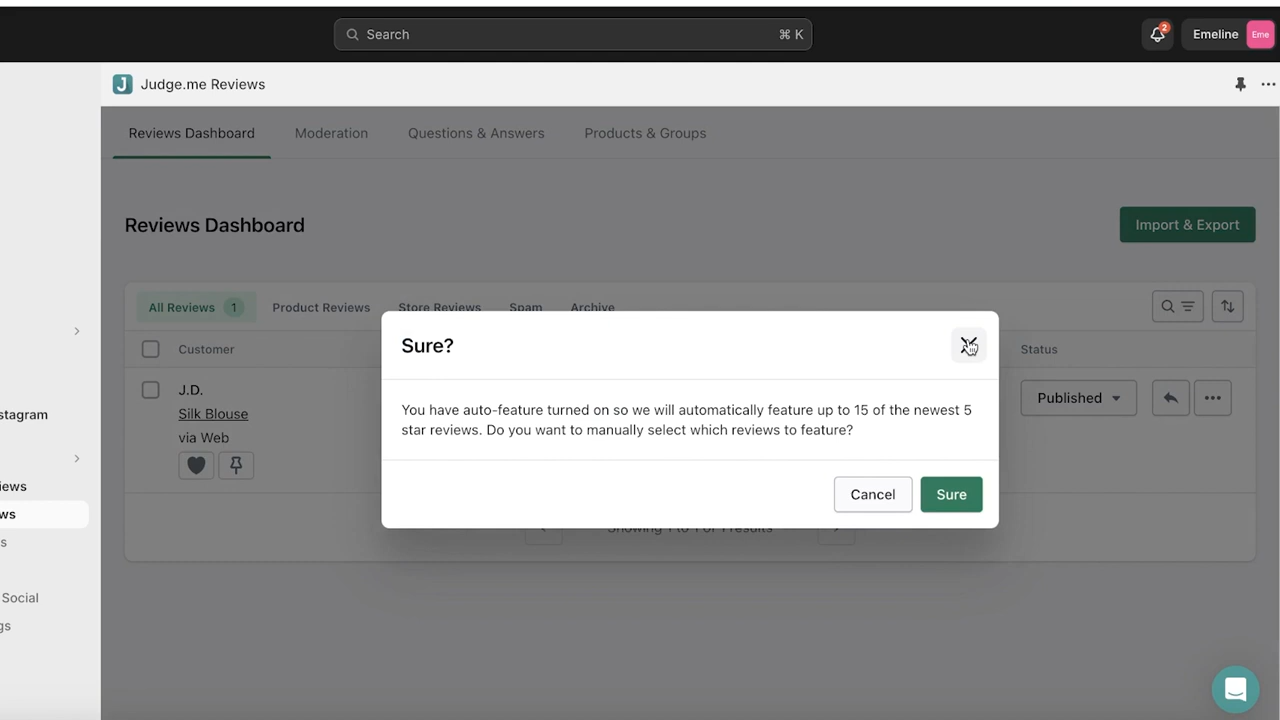 Search
⌘ K
2
Emeline
Eme
J
Judge.me Reviews
Reviews Dashboard
Moderation
Questions & Answers
Products & Groups
Reviews Dashboard
Import & Export
All Reviews 1
Product Reviews
Store Reviews
Spam
Archive
Customer
Status
Sure?
You have auto-feature turned on so we will automatically feature up to 15 of the newest 5
star reviews. Do you want to manually select which reviews to feature?
Cancel
Sure
J.D.
Silk Blouse
via Web
Published
stagram
iews
ws
s
Social
gs